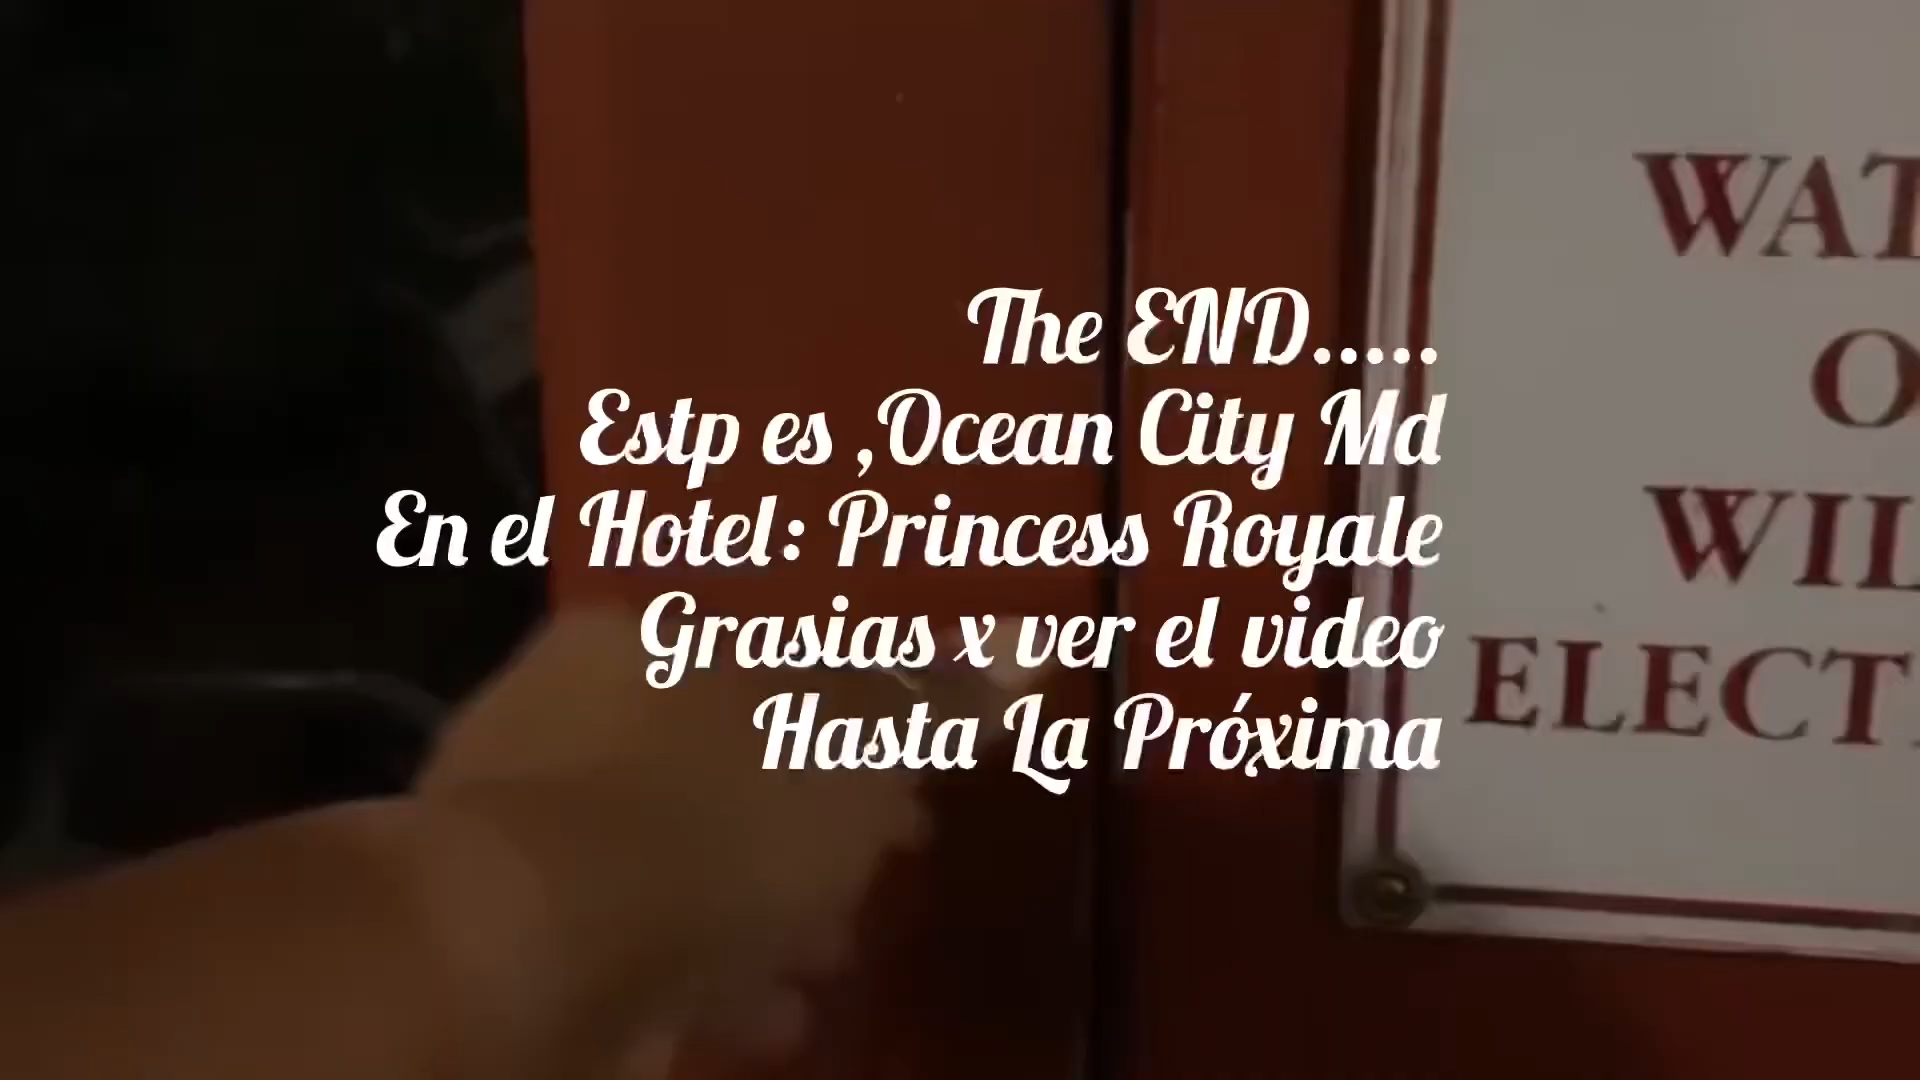 The END.....
Estp es ,Ocean City Md
En el Hotel: Princess Royale
Grasias x ver el video
Hasta La Próxima